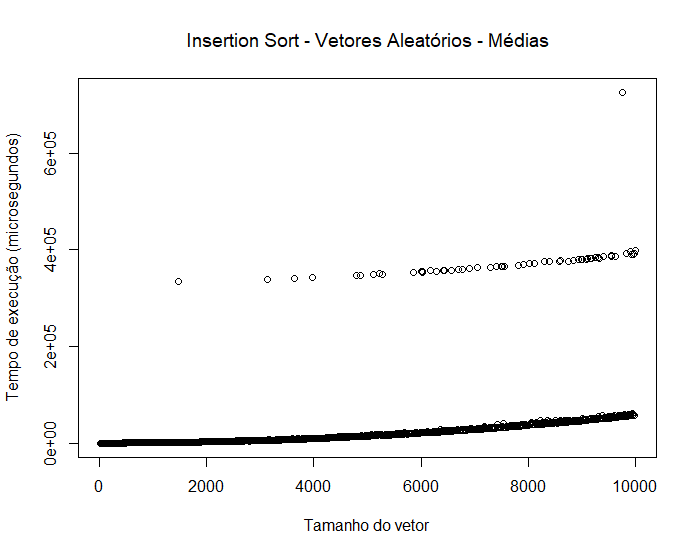 Insertion Sort - Vetores Aleatórios - Médias
Tempo de execução (microsegundos)
6e+05
4e+05
2e+05
0e+00
0 2000 4000 6000 8000 10000
Tamanho do vetor